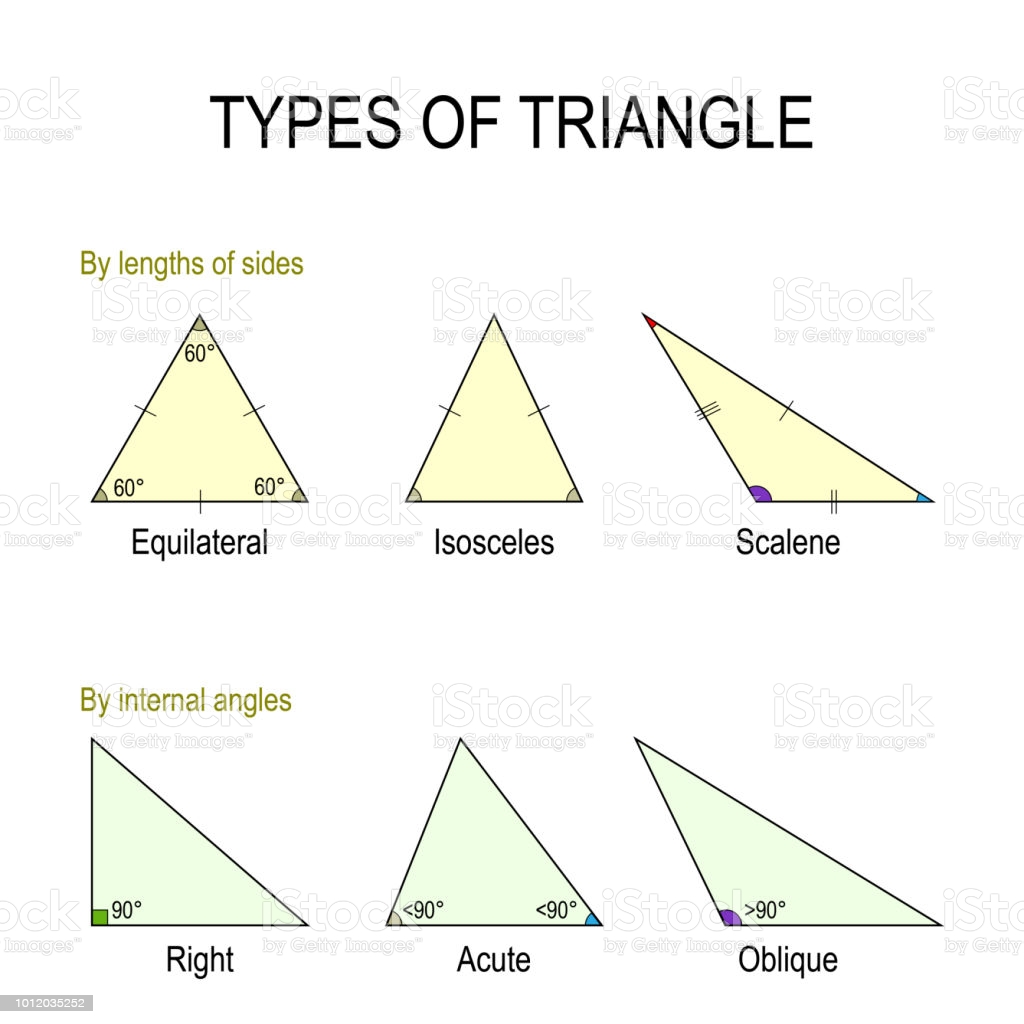 TYPES OF TRIANGLE
By lengths of sides
60°
60° 60°
Equilateral Isosceles Scalene
By internal angles
90° <90° <90° >90°
Right Acute Oblique
iStock
by Getty Images™
1012035252